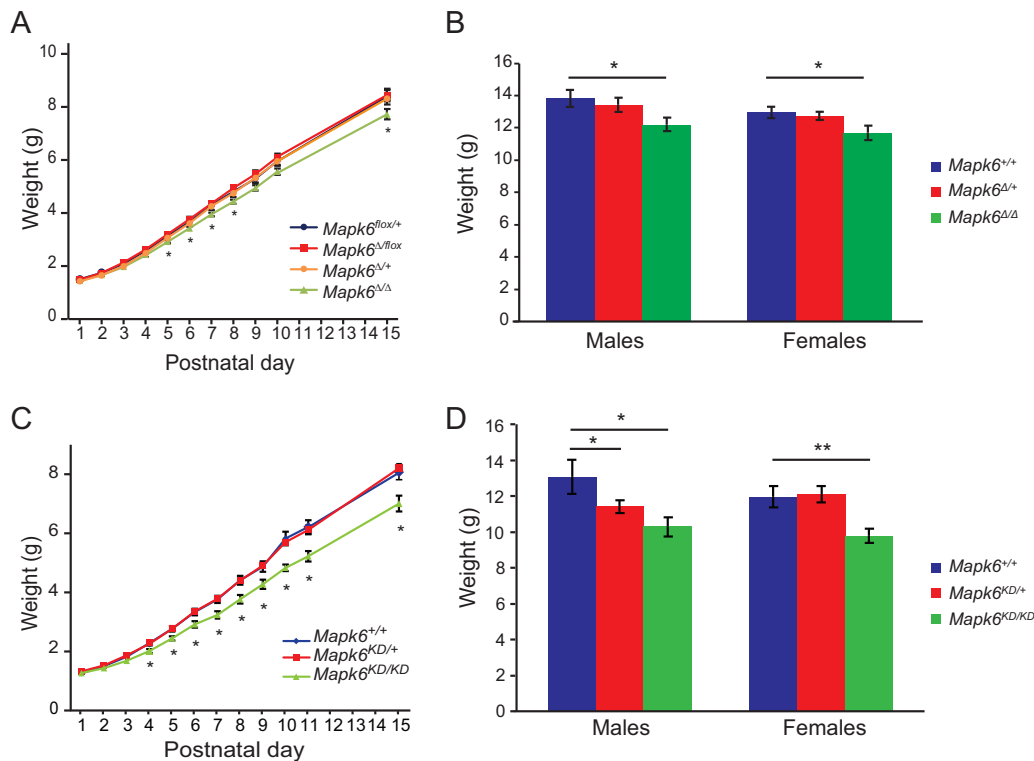 A
Weight (g)
10
8
6
4
2
0
*
*
*
*
*
Mapk6flox/+
Mapk6Δ/flox
Mapk6Δ/+
Mapk6Δ/Δ
1 2 3 4 5 6 7 8 9 10 11 12 13 14 15
Postnatal day
B
Weight (g)
16
14
12
10
8
6
4
2
0
*
*
Males
Females
Mapk6+/+
Mapk6Δ/+
Mapk6Δ/Δ
C
Weight (g)
8
6
4
2
0
*
*
*
*
*
*
*
*
*
Mapk6+/+
Mapk6KD/+
Mapk6KD/KD
1 2 3 4 5 6 7 8 9 10 11 12 13 14 15
Postnatal day
D
Weight (g)
16
14
12
10
8
6
4
2
0
*
*
**
Males
Females
Mapk6+/+
Mapk6KD/+
Mapk6KD/KD